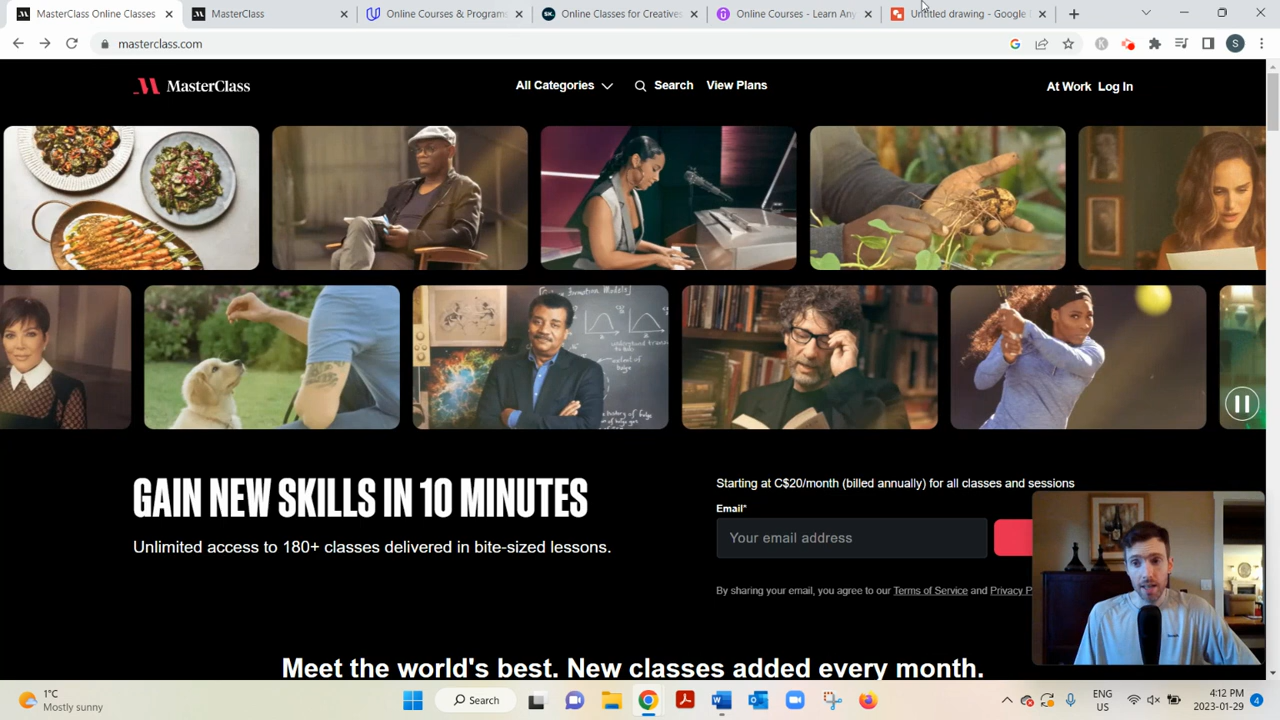 MasterClass Online Classes
MasterClass
Online Courses & Program
Online Classes for Creatives
Online Courses - Learn Any
Untitled drawing - Google
masterclass.com
S
MasterClass
All Categories
Search
View Plans
At Work
Log In
GAIN NEW SKILLS IN 10 MINUTES
Unlimited access to 180+ classes delivered in bite-sized lessons.
Starting at C$20/month (billed annually) for all classes and sessions
Email*
Your email address
By sharing your email, you agree to our Terms of Service and Privacy P
Meet the world's best. New classes added every month.
1°C
Mostly sunny
Search
ENG
US
4:12 PM
2023-01-29
4